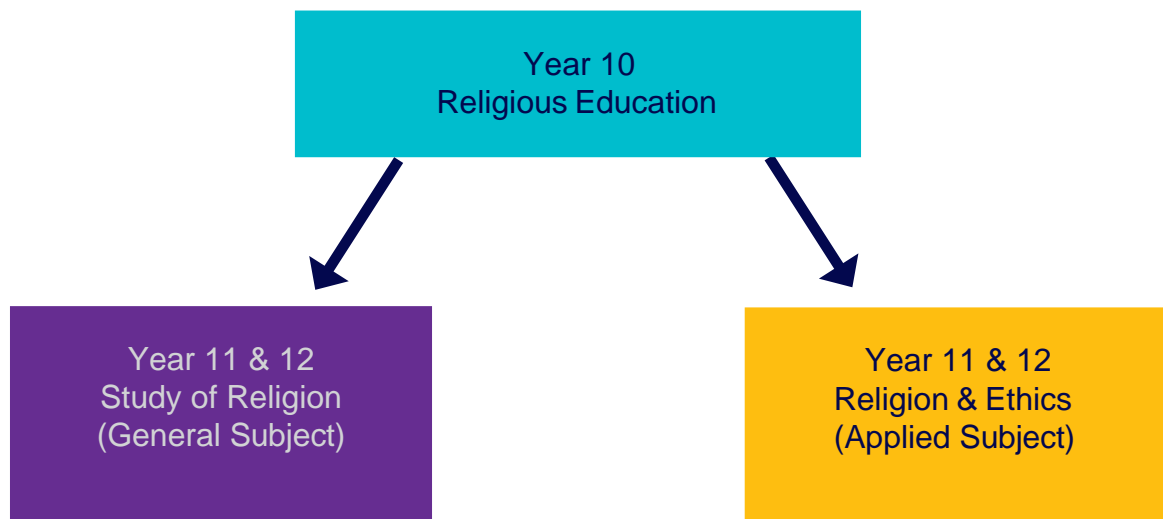 Year 10
Religious Education
Year 11 & 12
Study of Religion
(General Subject)
Year 11 & 12
Religion & Ethics
(Applied Subject)